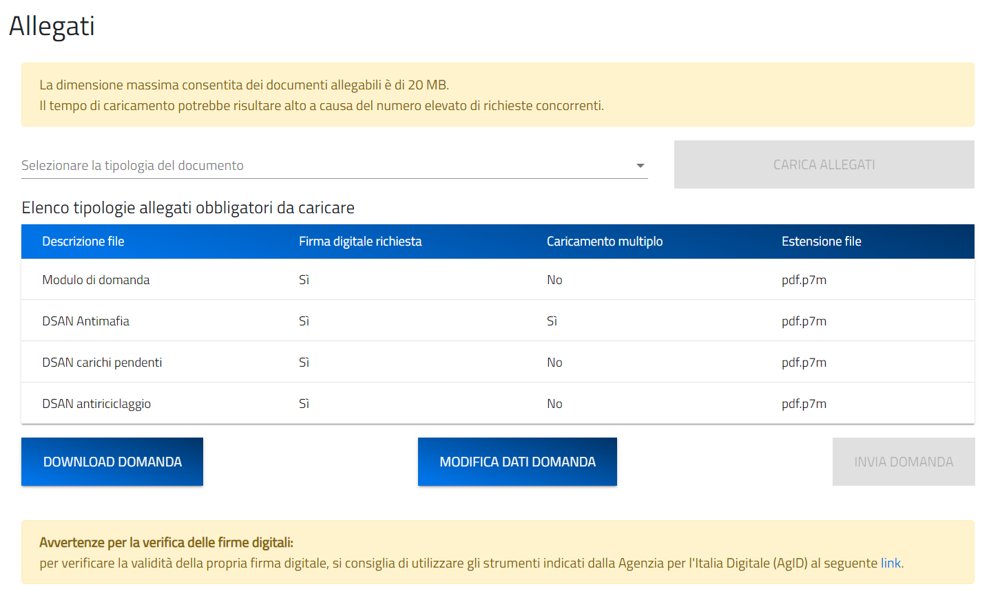 Allegati
La dimensione massima consentita dei documenti allegabili è di 20 MB.
Il tempo di caricamento potrebbe risultare alto a causa del numero elevato di richieste concorrenti.
Selezionare la tipologia del documento
CARICA ALLEGATI
Elenco tipologie allegati obbligatori da caricare
Descrizione file Firma digitale richiesta Caricamento multiplo Estensione file
Modulo di domanda Sì No pdf.p7m
DSAN Antimafia Sì Sì pdf.p7m
DSAN carichi pendenti Sì No pdf.p7m
DSAN antiriciclaggio Sì No pdf.p7m
DOWNLOAD DOMANDA MODIFICA DATI DOMANDA INVIA DOMANDA
Avvertenze per la verifica delle firme digitali:
per verificare la validità della propria firma digitale, si consiglia di utilizzare gli strumenti indicati dalla Agenzia per l'Italia Digitale (AgID) al seguente link.